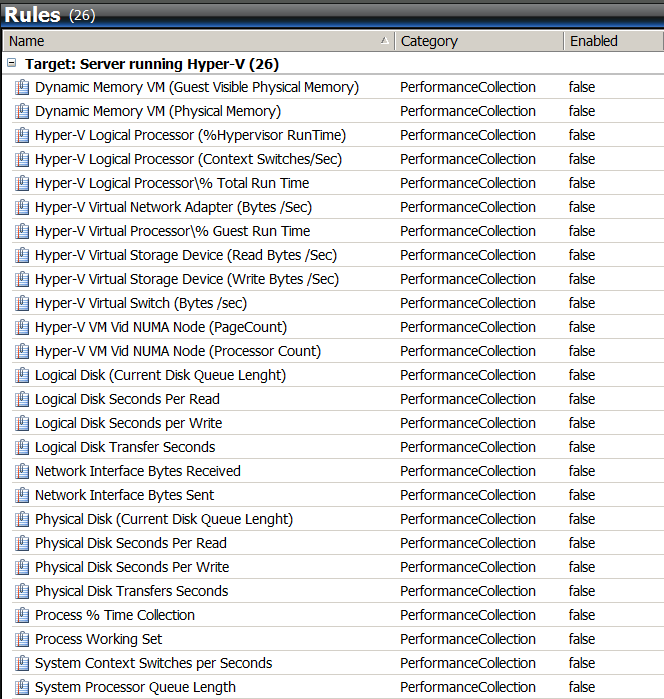 Rules (26)
Name Category Enabled
Target: Server running Hyper-V (26)
Dynamic Memory VM (Guest Visible Physical Memory) PerformanceCollection false
Dynamic Memory VM (Physical Memory) PerformanceCollection false
Hyper-V Logical Processor (%Hypervisor RunTime) PerformanceCollection false
Hyper-V Logical Processor (Context Switches/Sec) PerformanceCollection false
Hyper-V Logical Processor\% Total Run Time PerformanceCollection false
Hyper-V Virtual Network Adapter (Bytes /Sec) PerformanceCollection false
Hyper-V Virtual Processor\% Guest Run Time PerformanceCollection false
Hyper-V Virtual Storage Device (Read Bytes /Sec) PerformanceCollection false
Hyper-V Virtual Storage Device (Write Bytes /Sec) PerformanceCollection false
Hyper-V Virtual Switch (Bytes /sec) PerformanceCollection false
Hyper-V VM Vid NUMA Node (PageCount) PerformanceCollection false
Hyper-V VM Vid NUMA Node (Processor Count) PerformanceCollection false
Logical Disk (Current Disk Queue Lenght) PerformanceCollection false
Logical Disk Seconds Per Read PerformanceCollection false
Logical Disk Seconds per Write PerformanceCollection false
Logical Disk Transfer Seconds PerformanceCollection false
Network Interface Bytes Received PerformanceCollection false
Network Interface Bytes Sent PerformanceCollection false
Physical Disk (Current Disk Queue Lenght) PerformanceCollection false
Physical Disk Seconds Per Read PerformanceCollection false
Physical Disk Seconds Per Write PerformanceCollection false
Physical Disk Transfers Seconds PerformanceCollection false
Process % Time Collection PerformanceCollection false
Process Working Set PerformanceCollection false
System Context Switches per Seconds PerformanceCollection false
System Processor Queue Length PerformanceCollection false